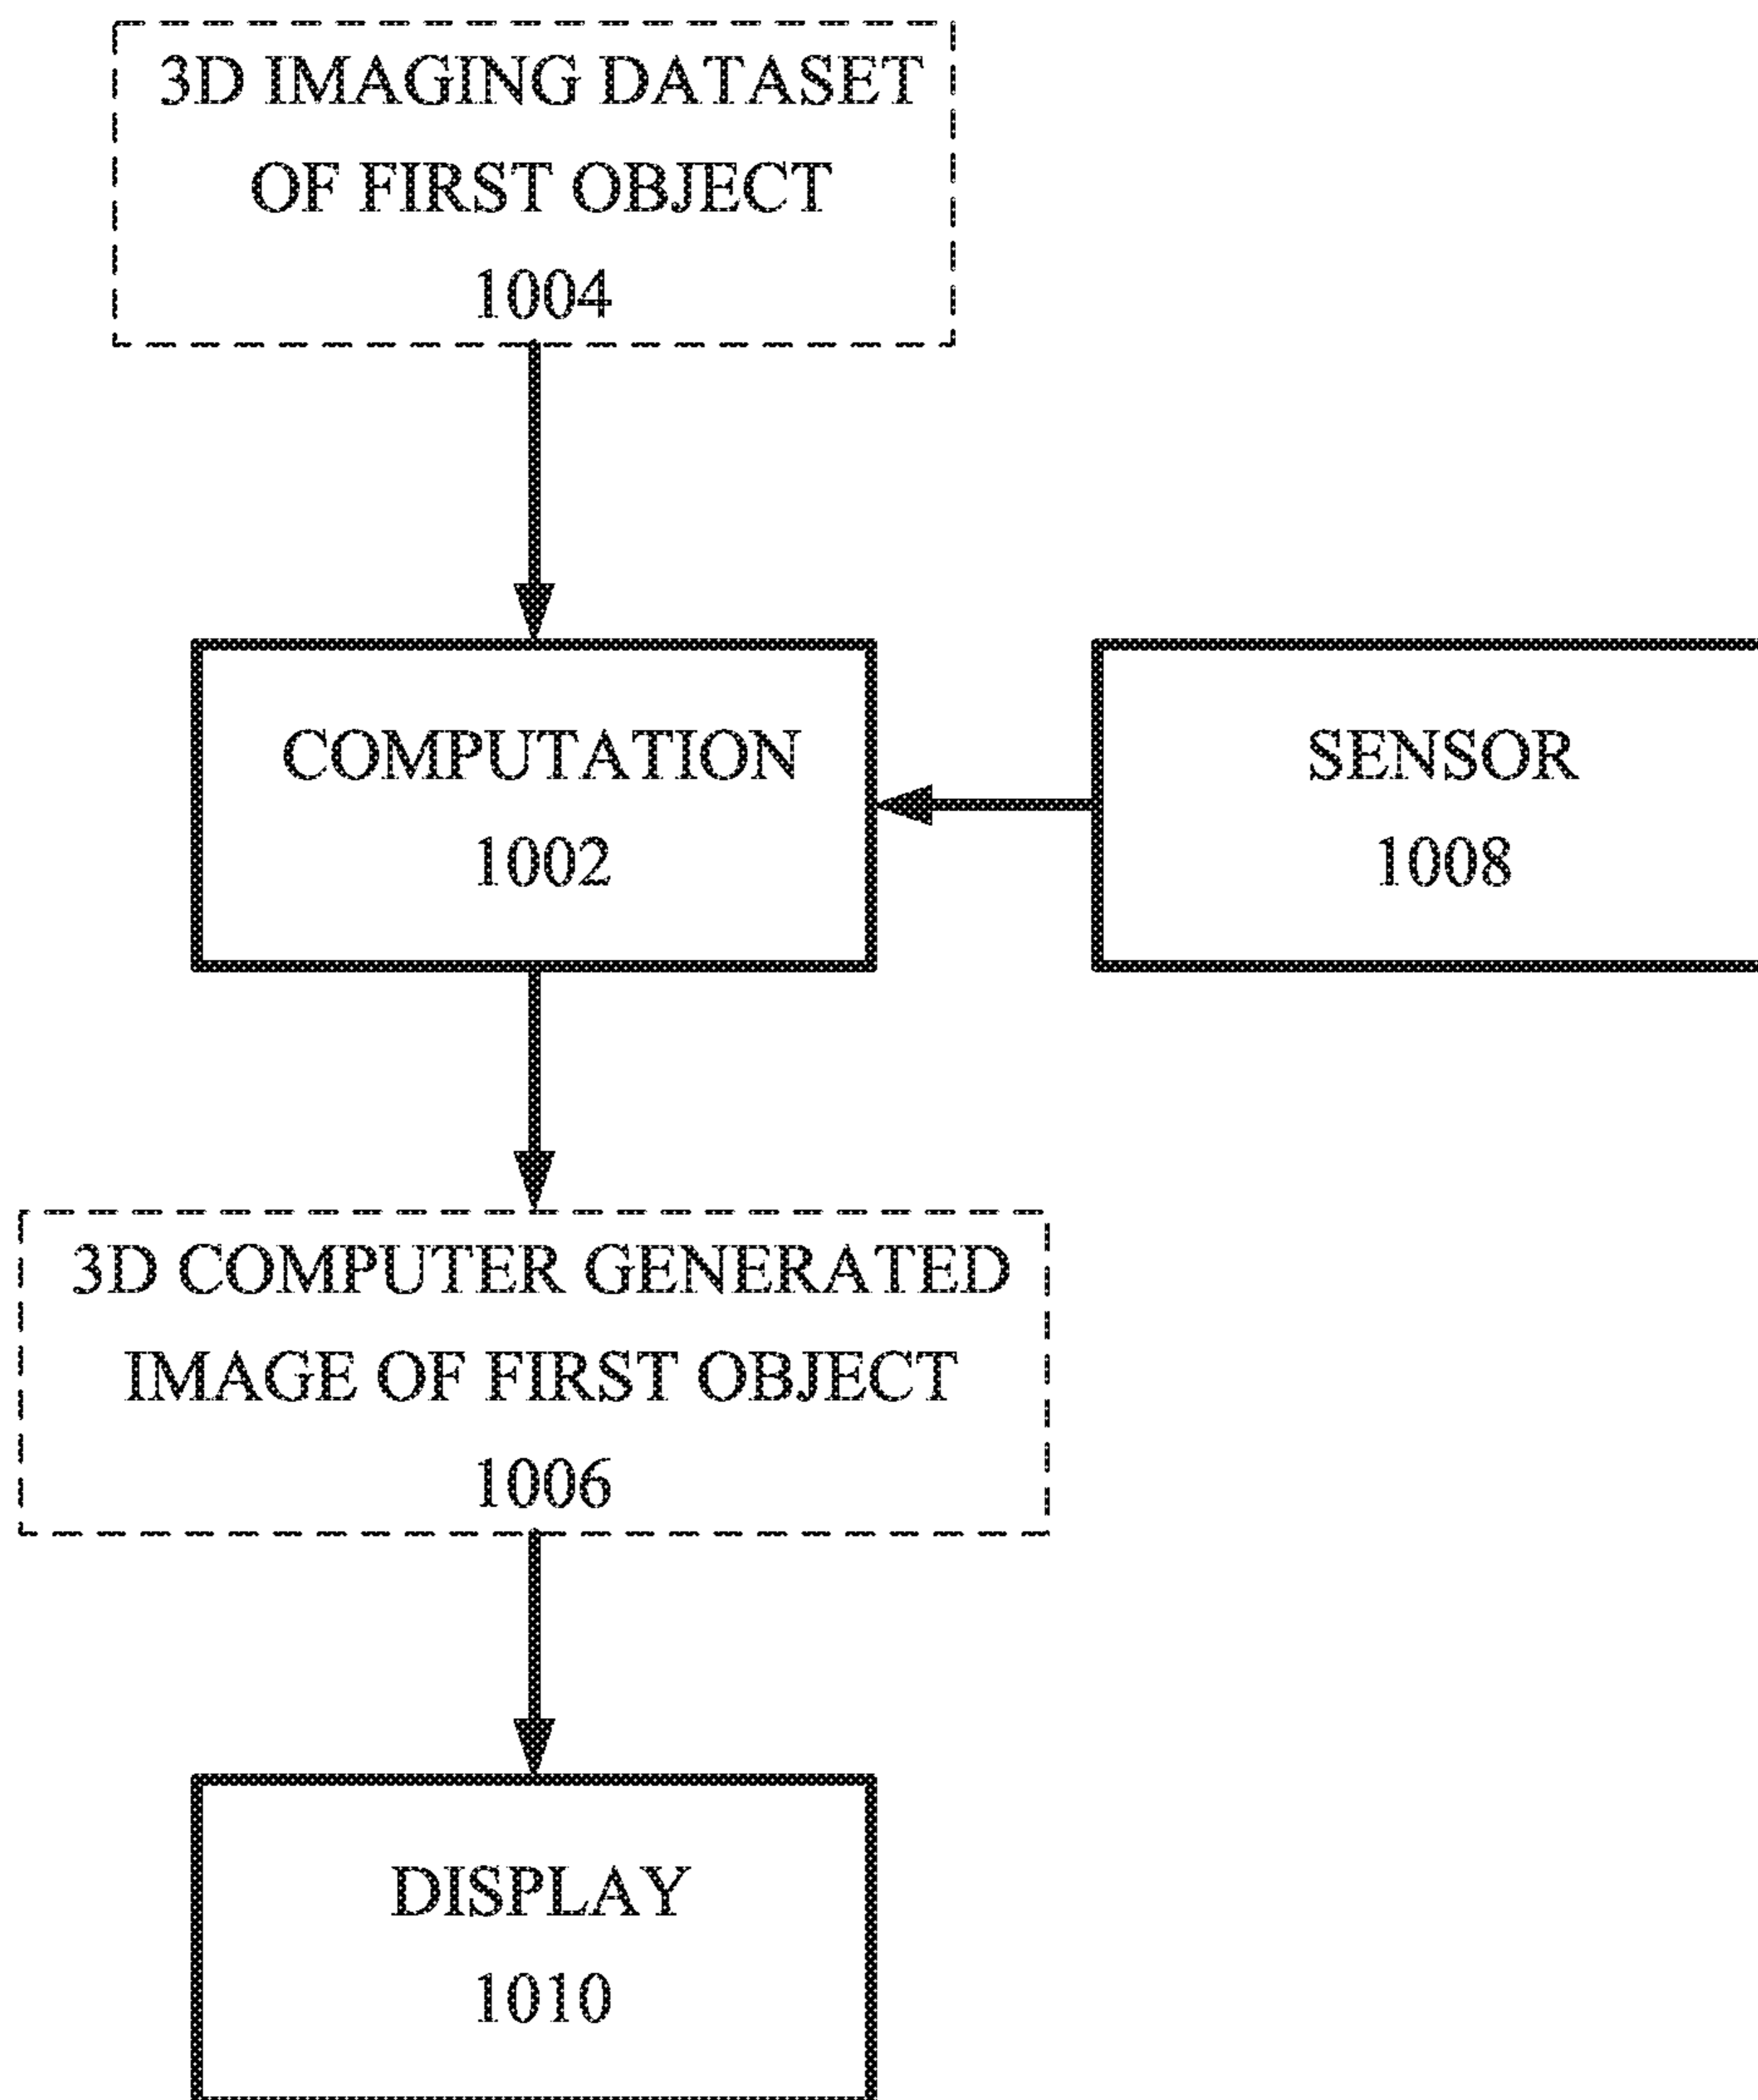 3D IMAGING DATASET
OF FIRST OBJECT
1004
COMPUTATION
1002
SENSOR
1008
3D COMPUTER GENERATED
IMAGE OF FIRST OBJECT
1006
DISPLAY
1010